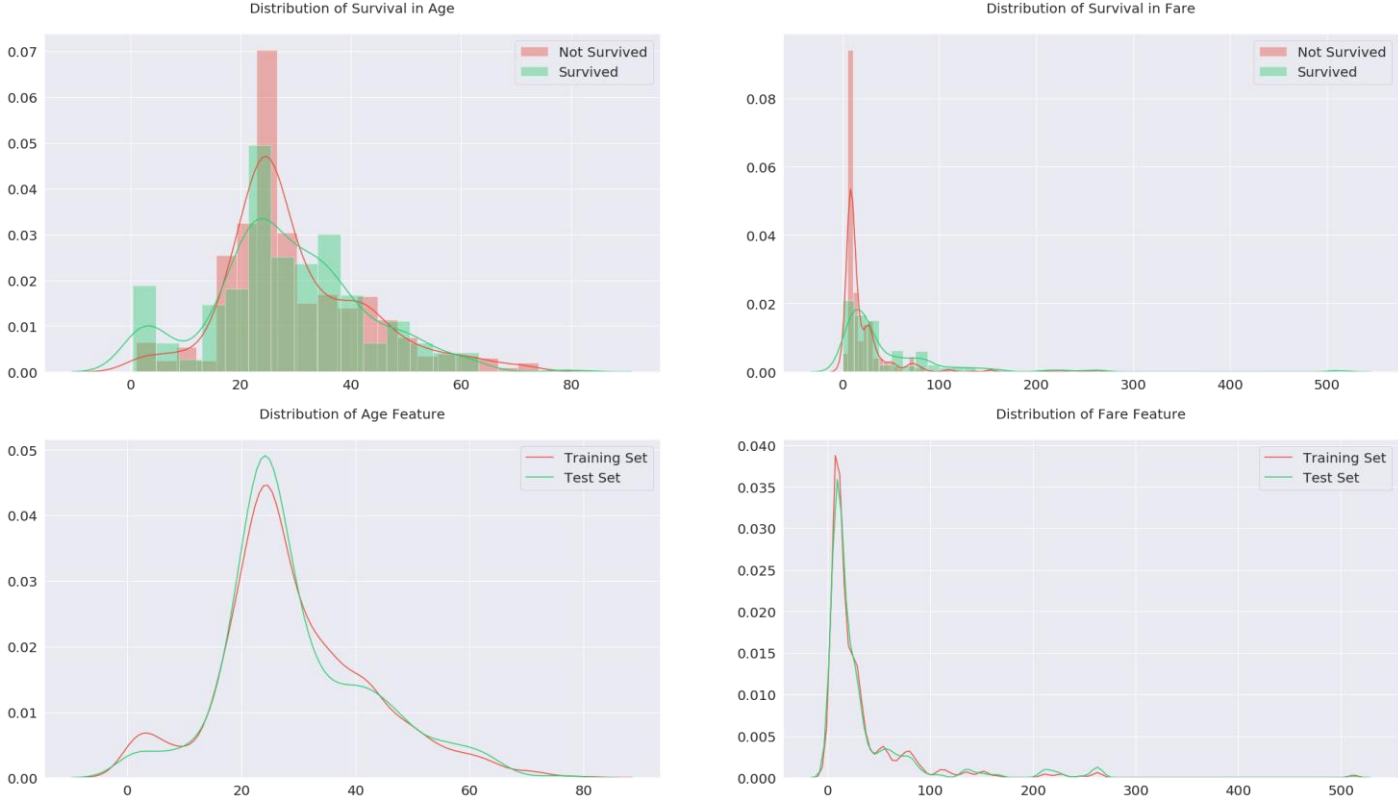 Distribution of Survival in Age
Not Survived
Survived
0.07
0.06
0.05
0.04
0.03
0.02
0.01
0.00
0 20 40 60 80
Distribution of Survival in Fare
Not Survived
Survived
0.08
0.06
0.04
0.02
0.00
0 100 200 300 400 500
Distribution of Age Feature
Training Set
Test Set
0.05
0.04
0.03
0.02
0.01
0.00
0 20 40 60 80
Distribution of Fare Feature
Training Set
Test Set
0.040
0.035
0.030
0.025
0.020
0.015
0.010
0.005
0.000
0 100 200 300 400 500